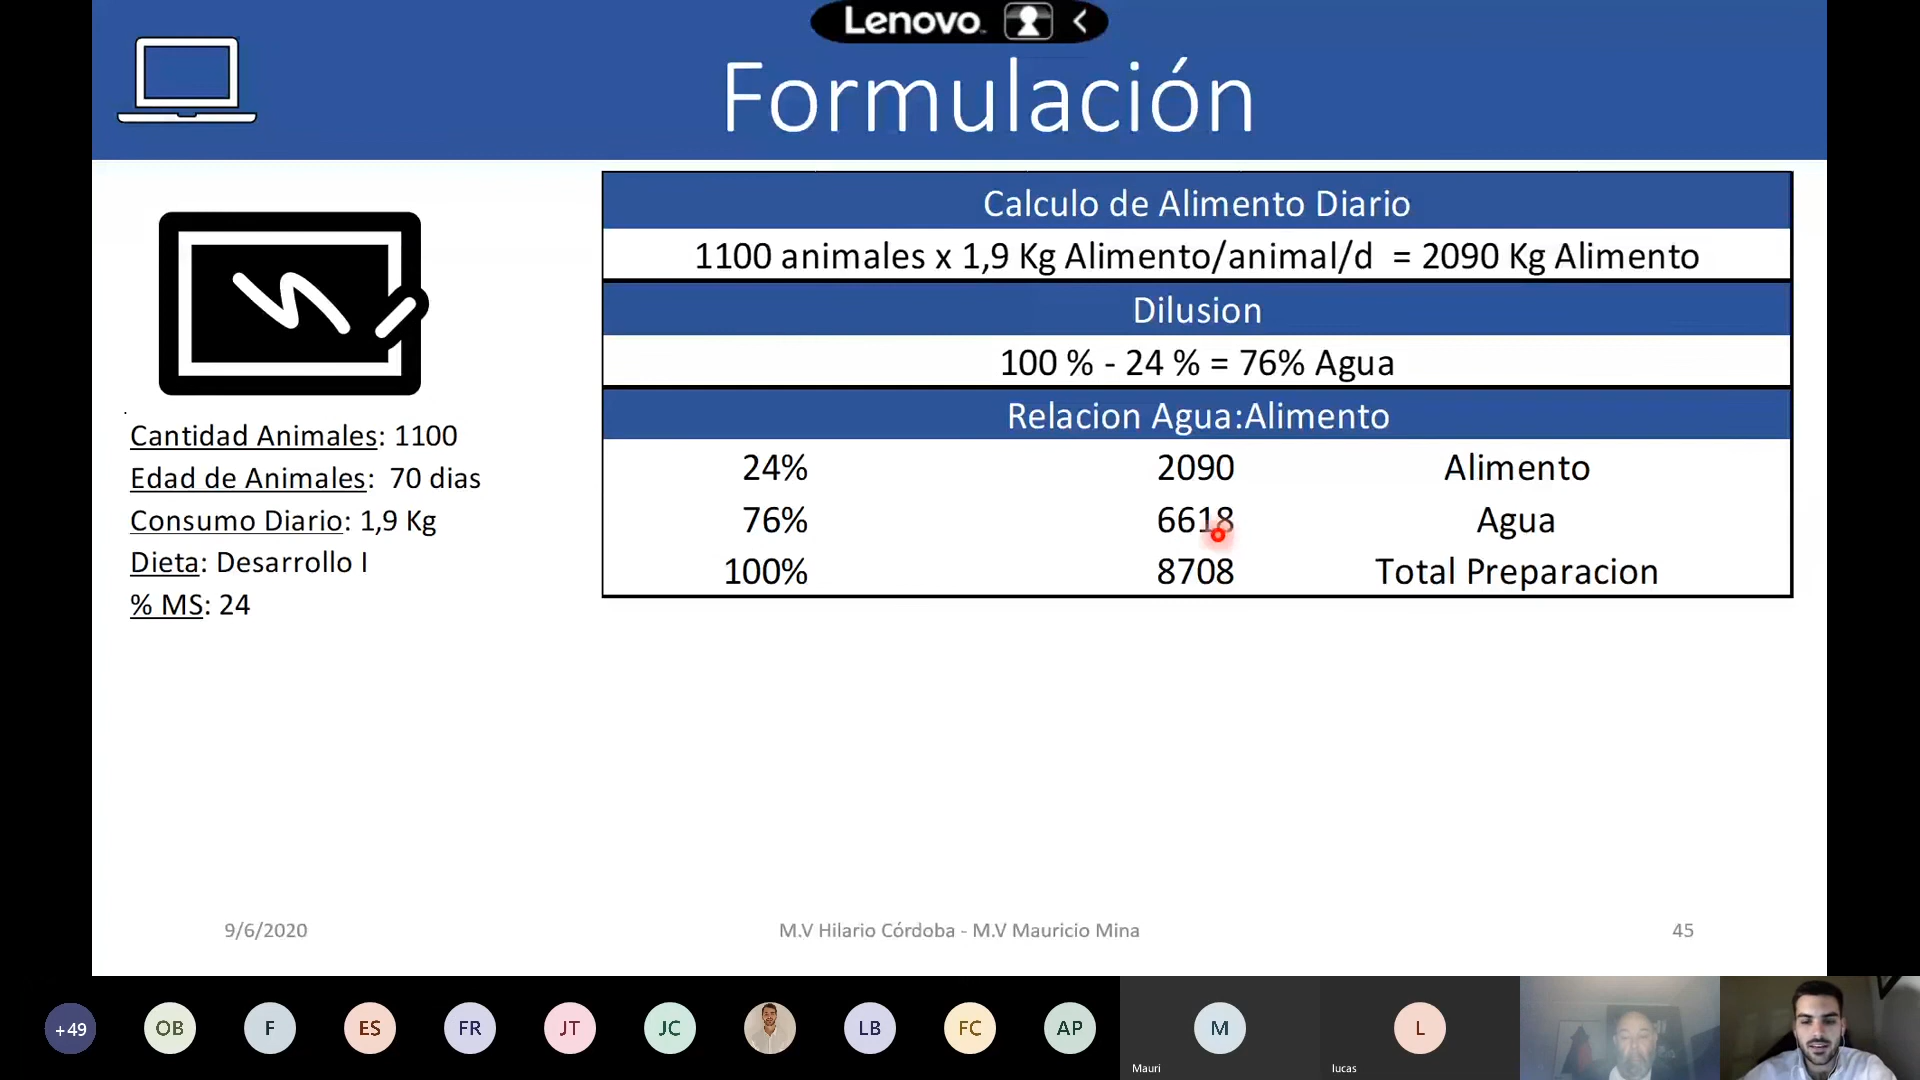 Lenovo
Formulación
Calculo de Alimento Diario
1100 animales x 1,9 Kg Alimento/animal/d = 2090 Kg Alimento
Dilusion
100 % - 24 % = 76% Agua
Relacion Agua:Alimento
24% 2090 Alimento
76% 6618 Agua
100% 8708 Total Preparacion
.
Cantidad Animales: 1100
Edad de Animales: 70 dias
Consumo Diario: 1,9 Kg
Dieta: Desarrollo I
% MS: 24
9/6/2020 M.V Hilario Córdoba - M.V Mauricio Mina 45
+49 OB F ES FR JT JC LB FC AP M L
Mauri lucas